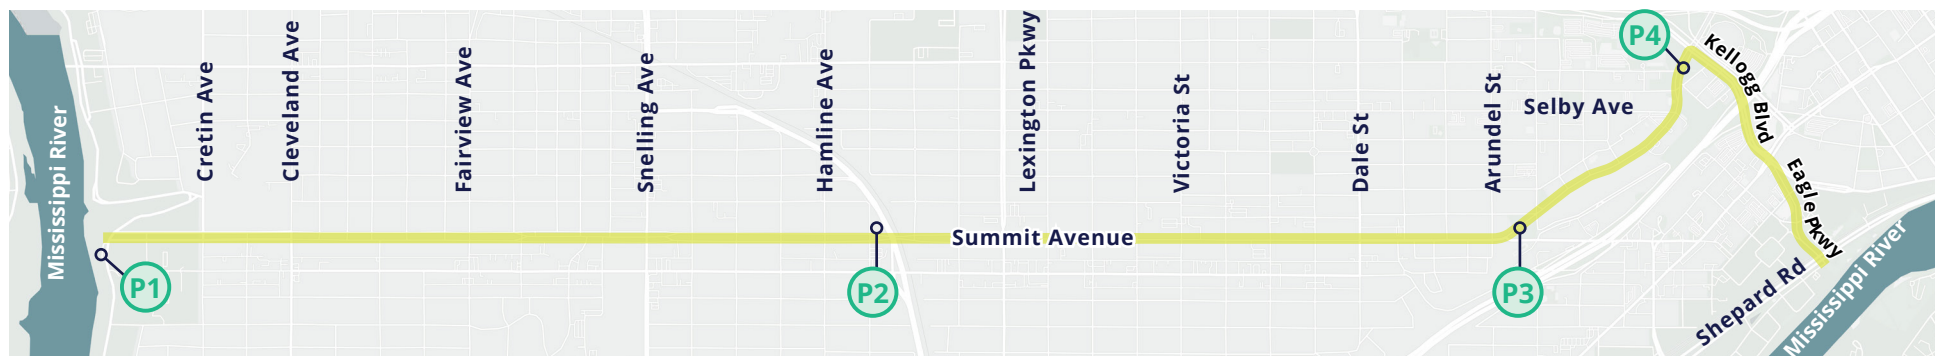 Mississippi River
P1
Cretin Ave
Cleveland Ave
Fairview Ave
Snelling Ave
Hamline Ave
P2
Summit Avenue
Lexington Pkwy
Victoria St
Dale St
Arundel St
P3
Selby Ave
P4
Kellogg Blvd
Eagle Pkwy
Shepard Rd
Mississippi River